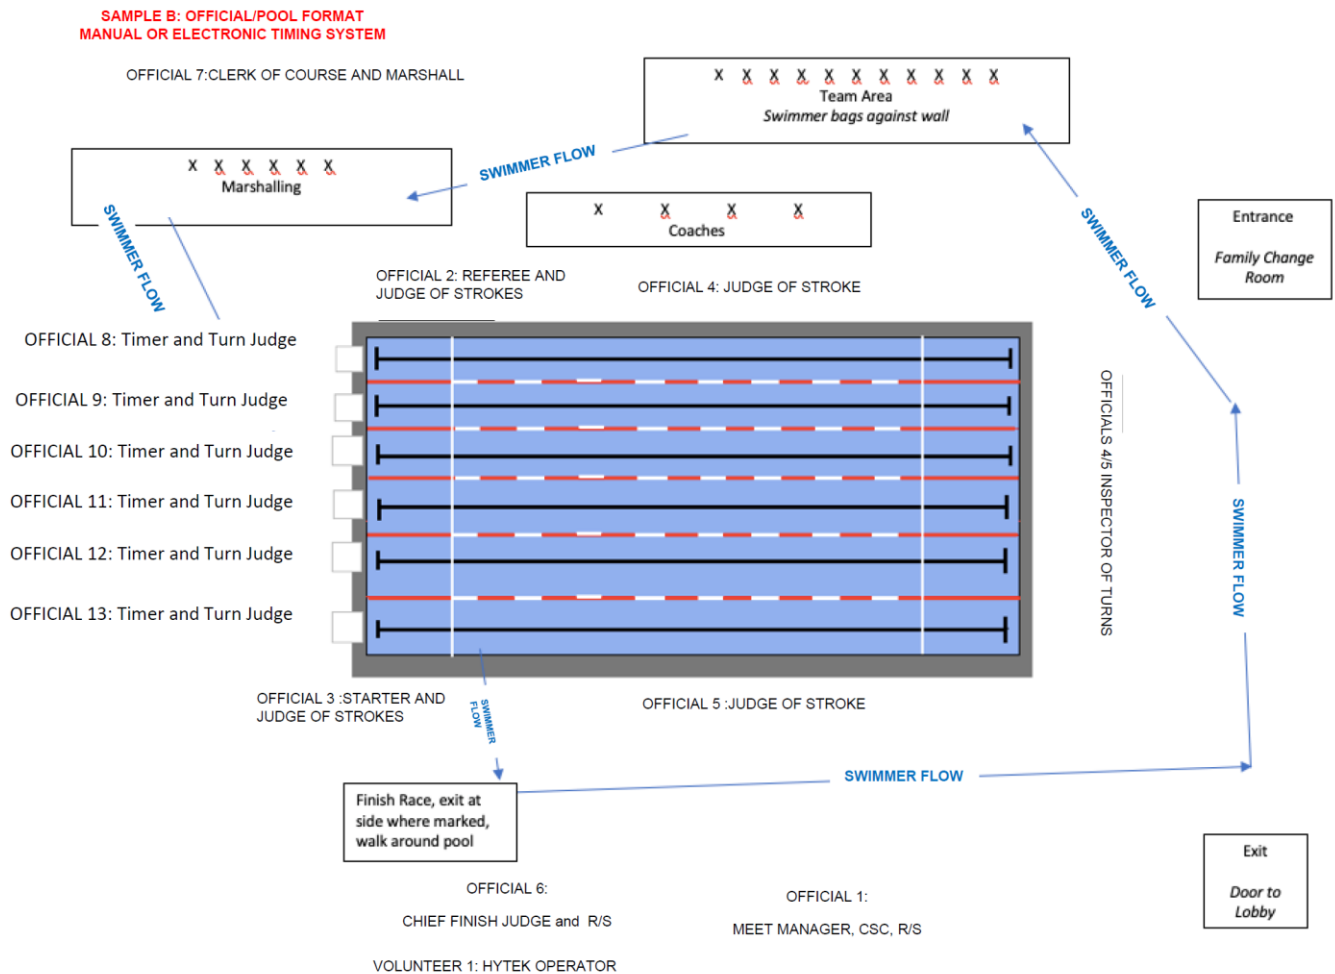 SAMPLE B: OFFICIAL/POOL FORMAT
MANUAL OR ELECTRONIC TIMING SYSTEM
OFFICIAL 7:CLERK OF COURSE AND MARSHALL
X X X X X X X X X X X
Team Area
Swimmer bags against wall
SWIMMER FLOW
X X X X X X
Marshalling
SWIMMER FLOW
X X X X
Coaches
SWIMMER FLOW
Entrance
Family Change
Room
OFFICIAL 2: REFEREE AND
JUDGE OF STROKES
OFFICIAL 4: JUDGE OF STROKE
OFFICIAL 8: Timer and Turn Judge
OFFICIAL 9: Timer and Turn Judge
OFFICIAL 10: Timer and Turn Judge
OFFICIAL 11: Timer and Turn Judge
OFFICIAL 12: Timer and Turn Judge
OFFICIAL 13: Timer and Turn Judge
OFFICIALS 4/5 INSPECTOR OF TURNS
SWIMMER FLOW
OFFICIAL 3 :STARTER AND
JUDGE OF STROKES
SWIMMER
FLOW
OFFICIAL 5 :JUDGE OF STROKE
SWIMMER FLOW
Finish Race, exit at
side where marked,
walk around pool
Exit
Door to
Lobby
OFFICIAL 6:
CHIEF FINISH JUDGE and R/S
OFFICIAL 1:
MEET MANAGER, CSC, R/S
VOLUNTEER 1: HYTEK OPERATOR